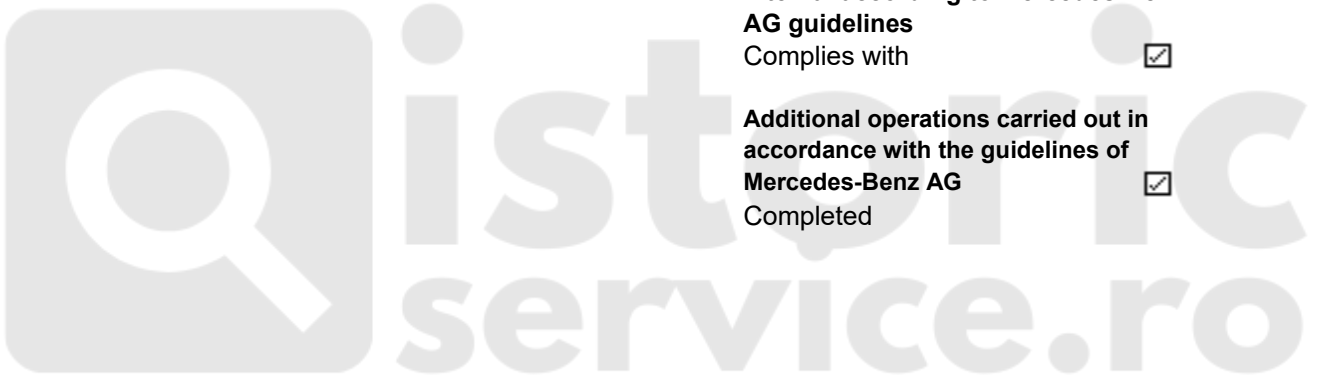 AG guidelines
Complies with
Additional operations carried out in
accordance with the guidelines of
Mercedes-Benz AG
Completed
istoric
service.ro